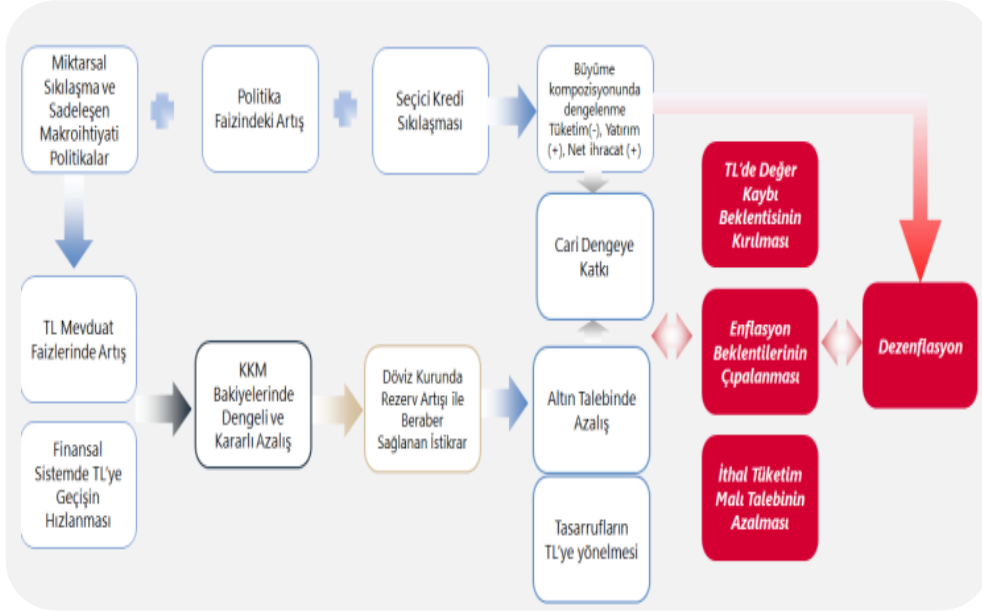 Miktarsal
Sıkılaşma ve
Sadeleşen
Makroihtiyati
Politikalar
Politika
Faizindeki Artış
Seçici Kredi
Sıkılaşması
Büyüme
kompozisyonunda
dengelenme
Tüketim(-), Yatırım
(+), Net ihracat (+)
TL'de Değer
Kaybı
Beklentisinin
Kırılması
Cari Dengeye
Katkı
TL Mevduat
Faizlerinde Artış
Enflasyon
Beklentilerinin
Çıpalanması
Dezenflasyon
KKM
Bakiyelerinde
Dengeli ve
Kararlı Azalış
Döviz Kurunda
Rezerv Artışı ile
Beraber
Sağlanan İstikrar
Altın Talebinde
Azalış
Finansal
Sistemde TL'ye
Geçişin
Hızlanması
Tasarrufların
TL'ye yönelmesi
İthal Tüketim
Malı Talebinin
Azalması